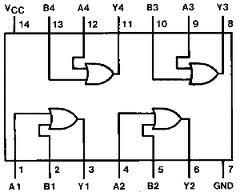 VCC B4 A4 Y4 B3 A3 Y3
14 13 12 11 10 9 8
1 2 3 4 5 6 7
A1 B1 Y1 A2 B2 Y2 GND